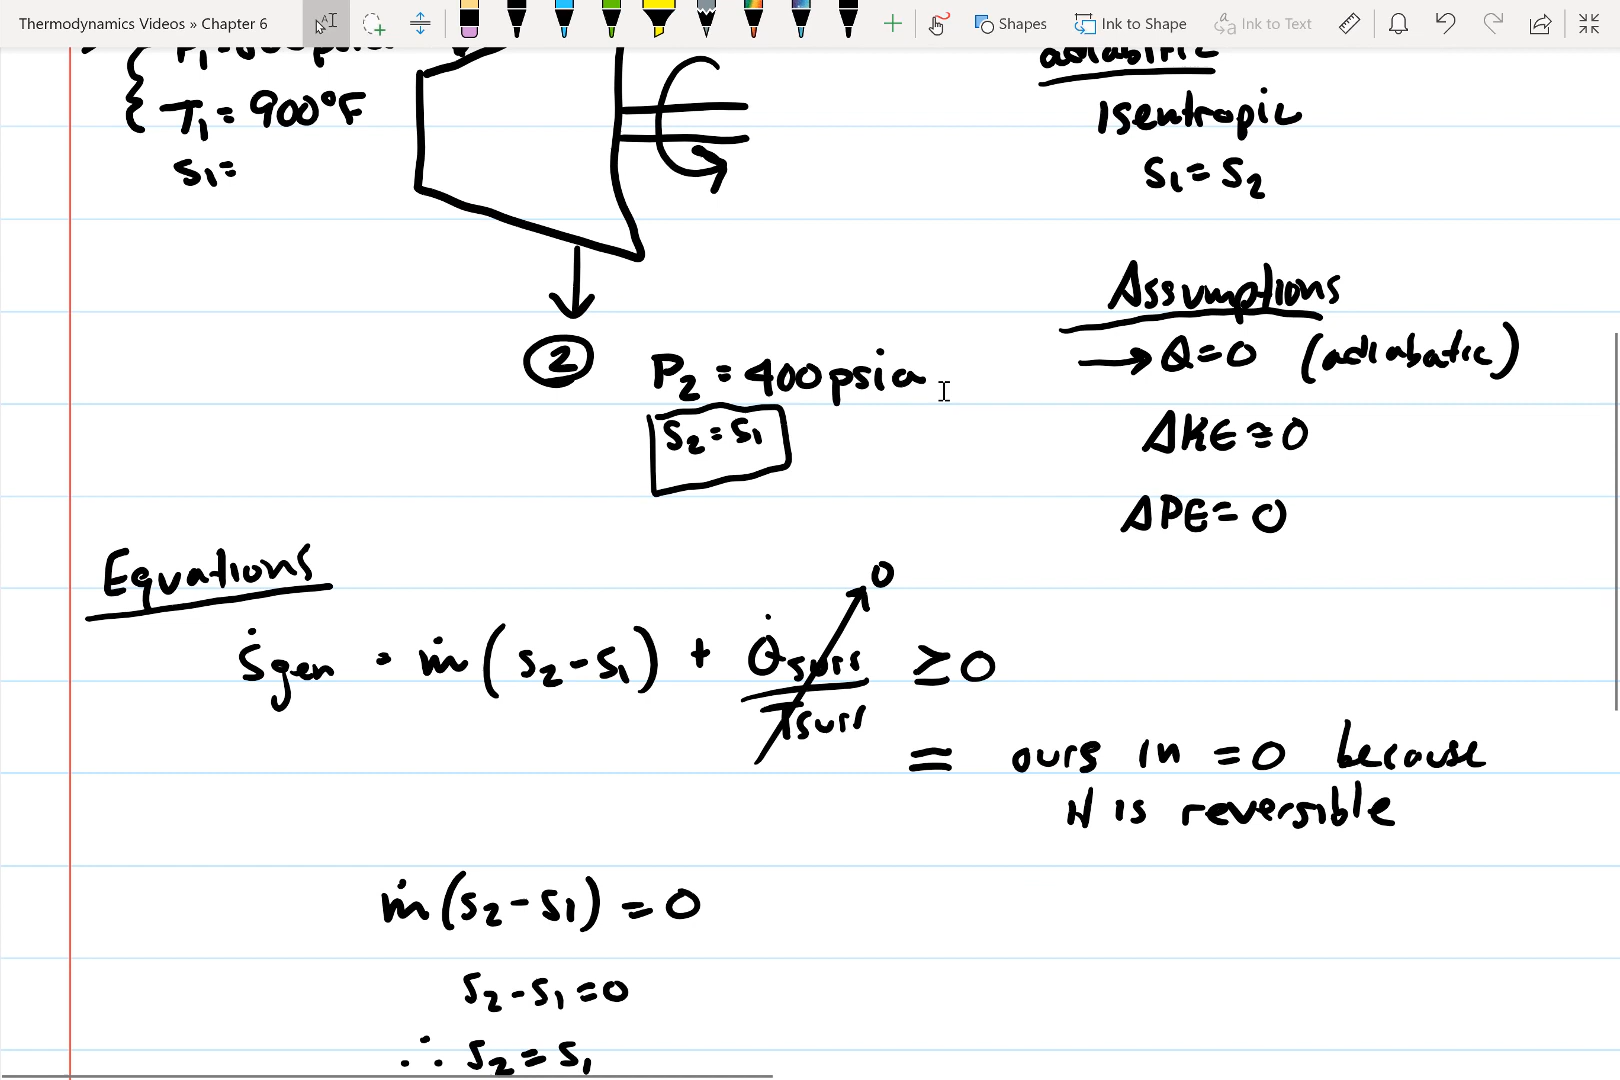 Thermodynamics Videos » Chapter 6
Shapes
Ink to Shape
Ink to Text
T₁ = 900°F
s₁=
adiabatic
Isentropic
s₁ = s₂
Assumptions
→ Q=0 (adiabatic)
ΔKE ≅ 0
ΔPE = 0
2
P₂ = 400 psia
s₂ = s₁
Equations
Ṡgen = ṁ(s₂-s₁) + Q̇surr/Tsurr ≥ 0
0
= ours in =0 because
it is reversible
ṁ(s₂-s₁) = 0
s₂-s₁=0
∴ s₂ = s₁